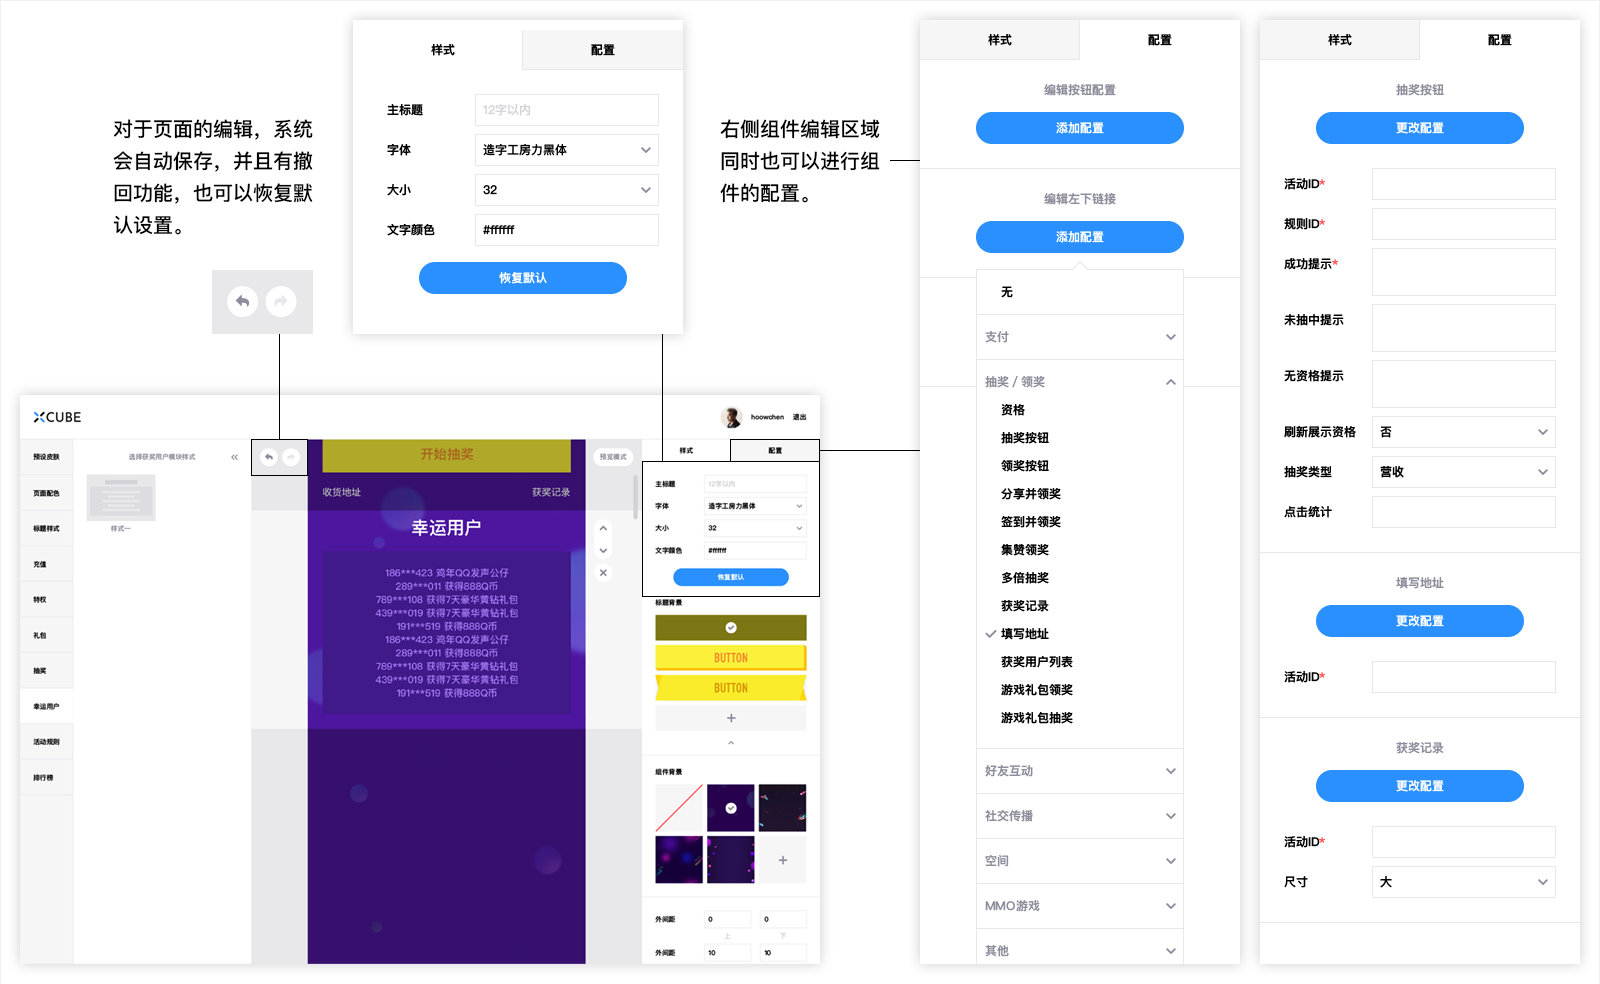 对于页面的编辑，系统
会自动保存，并且有撤
回功能，也可以恢复默
认设置。
样式
配置
主标题
12字以内
字体
造字工房力黑体
大小
32
文字颜色
#ffffff
恢复默认
右侧组件编辑区域
同时也可以进行组
件的配置。
XCUBE
hoowchen
退出
预设皮肤
页面配色
标题样式
充值
特权
礼包
抽奖
幸运用户
活动规则
排行榜
选择获奖用户模块样式
«
样式一
开始抽奖
收货地址
获奖记录
幸运用户
186***423 鸡年QQ发声公仔
289***011 获得888Q币
789***108 获得7天豪华黄钻礼包
439***019 获得7天豪华黄钻礼包
191***519 获得888Q币
186***423 鸡年QQ发声公仔
289***011 获得888Q币
789***108 获得7天豪华黄钻礼包
439***019 获得7天豪华黄钻礼包
191***519 获得888Q币
预览模式
样式
配置
主标题
12字以内
字体
造字工房力黑体
大小
32
文字颜色
#ffffff
恢复默认
标题背景
BUTTON
BUTTON
组件背景
外间距
0
0
上
下
外间距
10
10
样式
配置
编辑按钮配置
添加配置
编辑左下链接
添加配置
无
支付
抽奖 / 领奖
资格
抽奖按钮
领奖按钮
分享并领奖
签到并领奖
集赞领奖
多倍抽奖
获奖记录
填写地址
获奖用户列表
游戏礼包领奖
游戏礼包抽奖
好友互动
社交传播
空间
MMO游戏
其他
样式
配置
抽奖按钮
更改配置
活动ID*
规则ID*
成功提示*
未抽中提示
无资格提示
刷新展示资格
否
抽奖类型
营收
点击统计
填写地址
更改配置
活动ID*
获奖记录
更改配置
活动ID*
尺寸
大